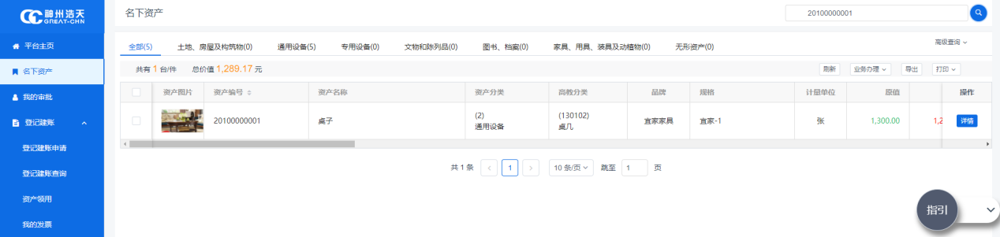 神州浩天
GREAT-CHN
平台主页
名下资产
我的审批
登记建账
登记建账申请
登记建账查询
资产领用
我的发票
名下资产
20100000001
全部(5) 土地、房屋及构筑物(0) 通用设备(5) 专用设备(0) 文物和陈列品(0) 图书、档案(0) 家具、用具、装具及动植物(0) 无形资产(0) 高级查询
共有 1 台/件 总价值 1,289.17 元 刷新 业务办理 导出 打印
资产图片 资产编号 资产名称 资产分类 高教分类 品牌 规格 计量单位 原值 操作
20100000001 桌子 (2) 通用设备 (130102) 桌几 宜家家具 宜家-1 张 1,300.00 1,2 详情
共 1 条 1 10 条/页 跳至 1 页
指引